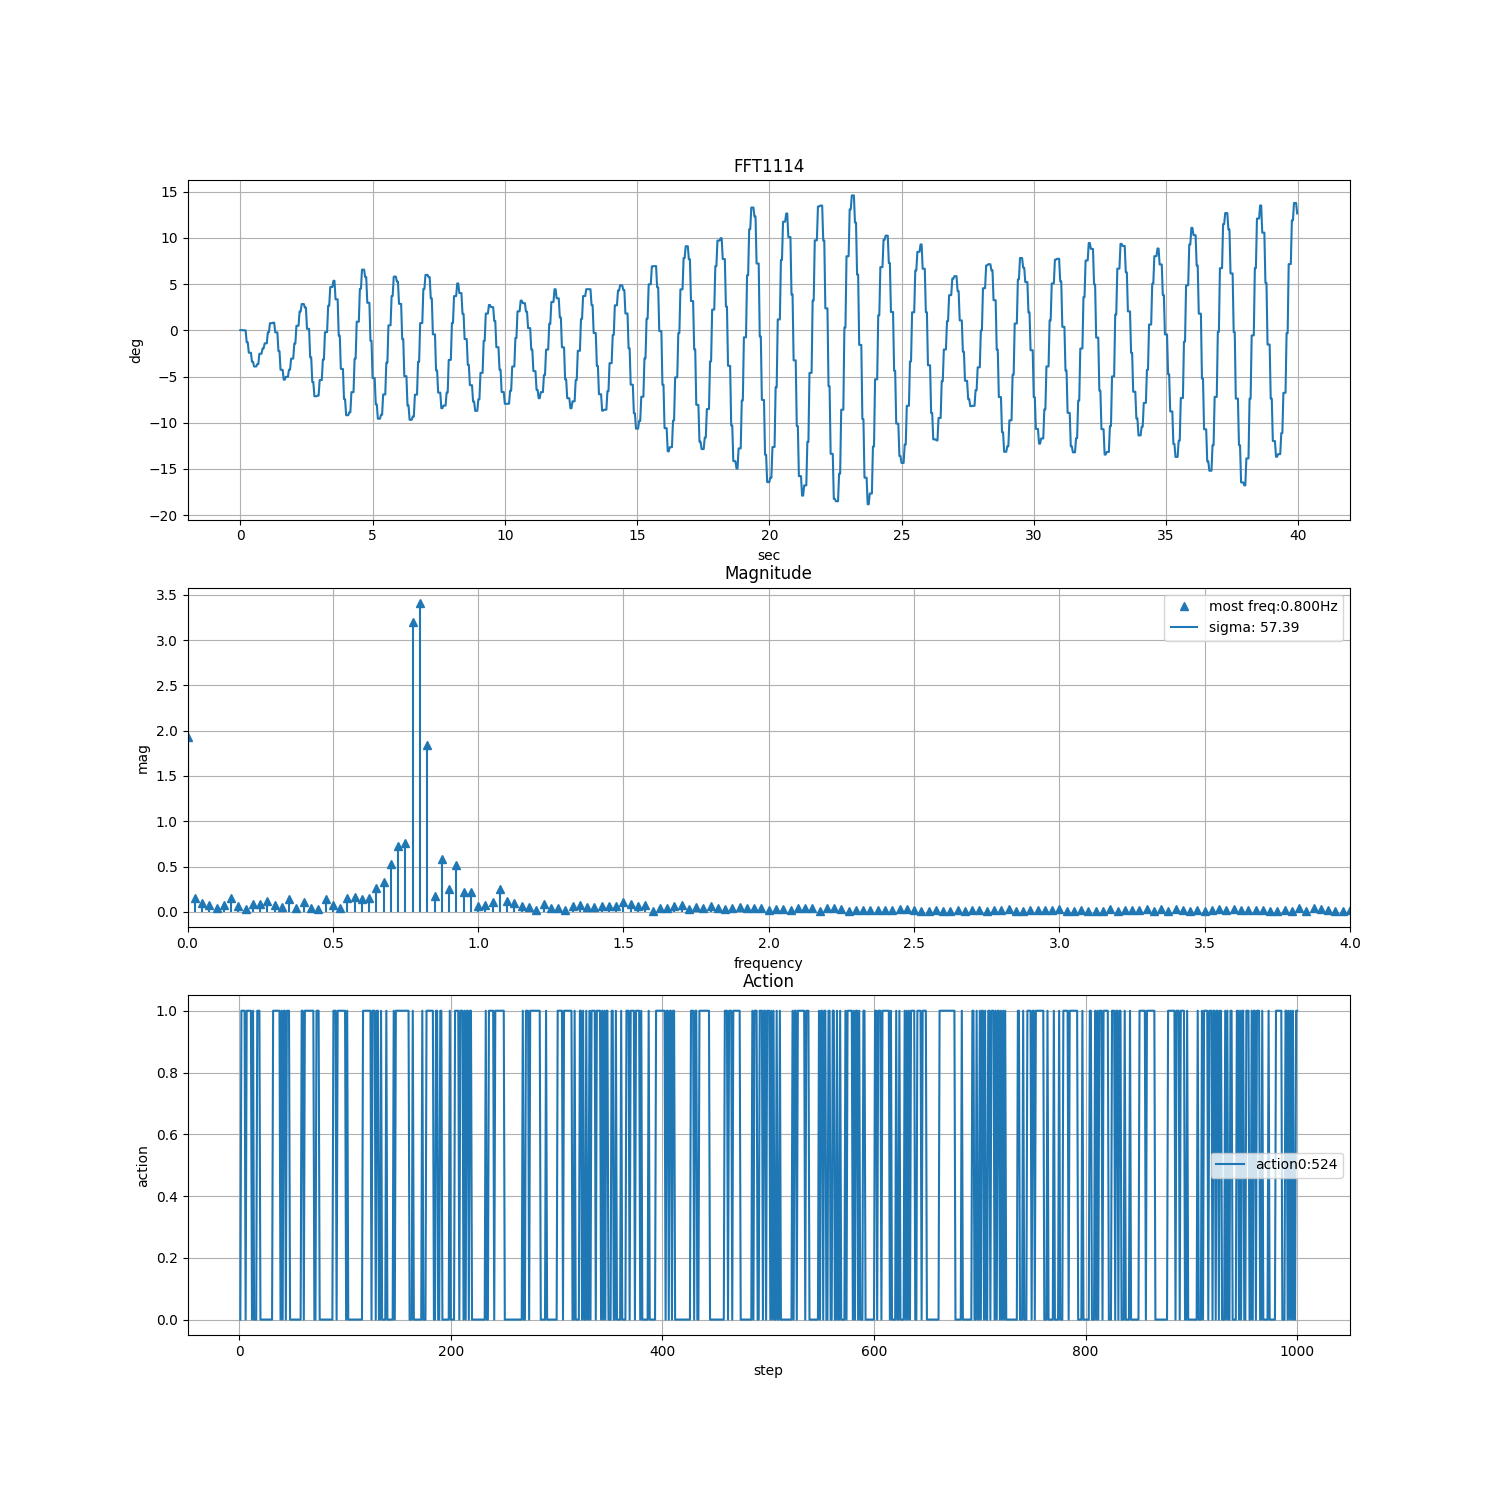 FFT1114
15
10
5
0
−5
−10
−15
−20
deg
0 5 10 15 20 25 30 35 40
sec
Magnitude
3.5
3.0
2.5
2.0
1.5
1.0
0.5
0.0
mag
most freq:0.800Hz
sigma: 57.39
0.0 0.5 1.0 1.5 2.0 2.5 3.0 3.5 4.0
frequency
Action
1.0
0.8
0.6
0.4
0.2
0.0
action
action0:524
0 200 400 600 800 1000
step